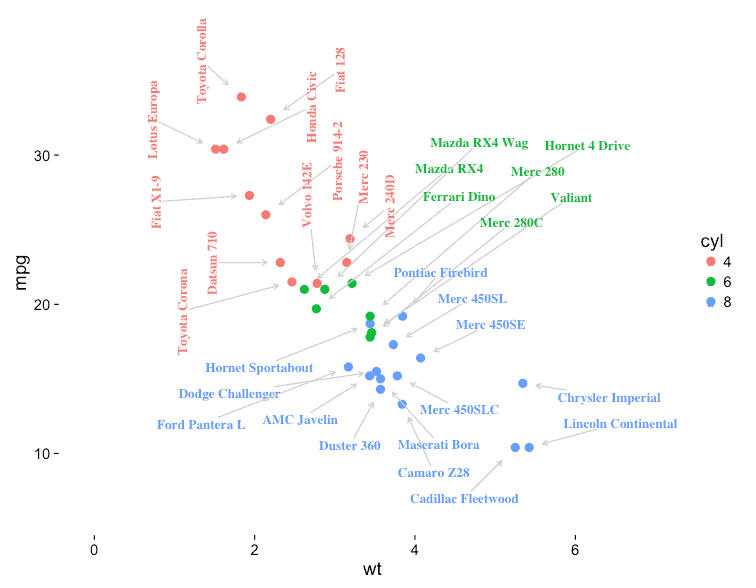 Toyota Corolla
Fiat 128
Lotus Europa
Honda Civic
Porsche 914-2
Merc 230
Mazda RX4 Wag
Hornet 4 Drive
Mazda RX4
Merc 280
Fiat X1-9
Volvo 142E
Merc 240D
Ferrari Dino
Valiant
Merc 280C
Datsun 710
Toyota Corona
Pontiac Firebird
Merc 450SL
Merc 450SE
Hornet Sportabout
Dodge Challenger
Ford Pantera L
AMC Javelin
Duster 360
Merc 450SLC
Maserati Bora
Camaro Z28
Cadillac Fleetwood
Chrysler Imperial
Lincoln Continental
cyl
4
6
8
mpg
30
20
10
0
2
4
6
wt